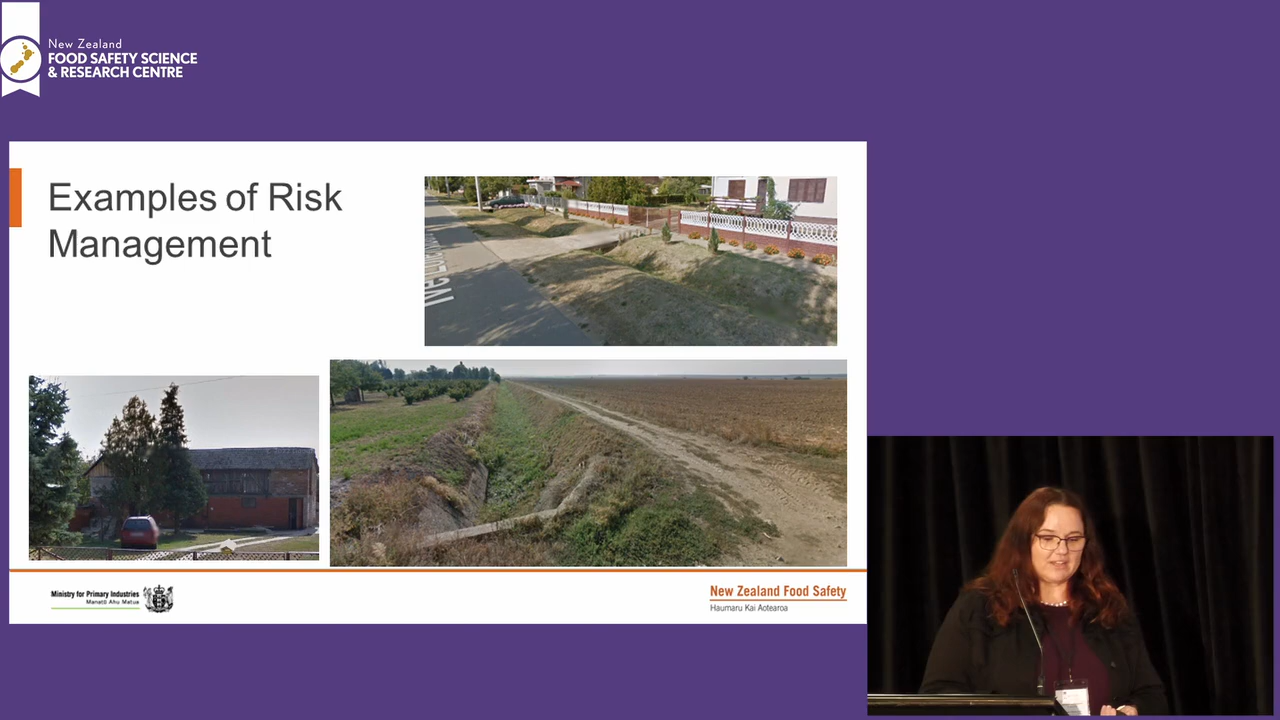 New Zealand
FOOD SAFETY SCIENCE
& RESEARCH CENTRE
Examples of Risk
Management
Ministry for Primary Industries
Manatū Ahu Matua
New Zealand Food Safety
Haumaru Kai Aotearoa